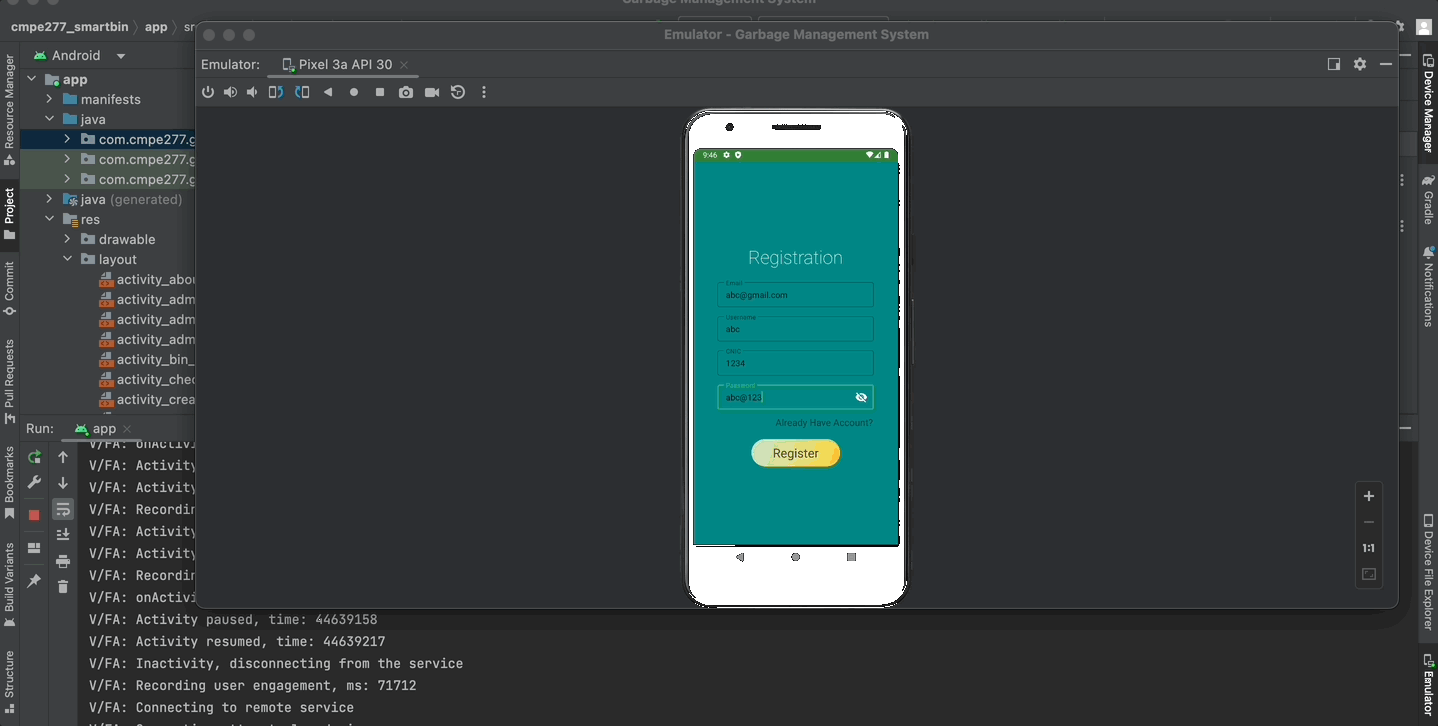 Garbage Management System
cmpe277_smartbin
app
Emulator - Garbage Management System
Android
Emulator:
Pixel 3a API 30
app
manifests
java
com.cmpe277.g
com.cmpe277.g
com.cmpe277.g
java (generated)
res
drawable
layout
activity_abo
activity_adm
activity_adm
activity_adm
activity_bin_
activity_chec
activity_crea
9:46
Registration
Email
abc@gmail.com
Username
abc
1234
Password
abc@123
Already Have Account?
Register
1:1
Run:
app
V/FA: onActivi
V/FA: Activity
V/FA: Activity
V/FA: Recordin
V/FA: Activity
V/FA: Activity
V/FA: Recordin
V/FA: onActivi
V/FA: Activity paused, time: 44639158
V/FA: Activity resumed, time: 44639217
V/FA: Inactivity, disconnecting from the service
V/FA: Recording user engagement, ms: 71712
V/FA: Connecting to remote service
Resource Manager
Project
Commit
Pull Requests
Bookmarks
Build Variants
Structure
Device Manager
Gradle
Notifications
Device File Explorer
Emulator